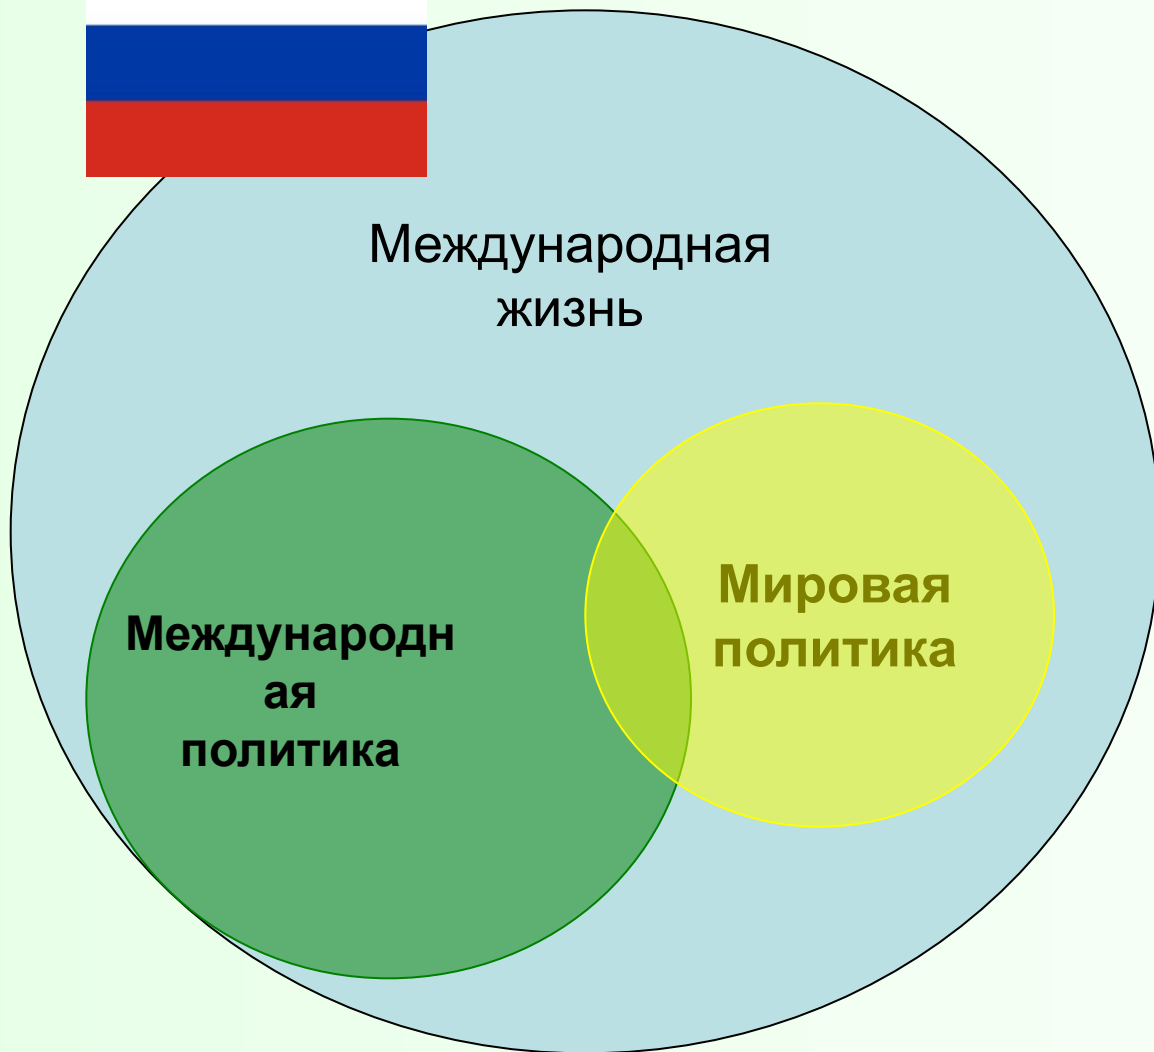 Международная
жизнь
Международн
ая
политика
Мировая
политика